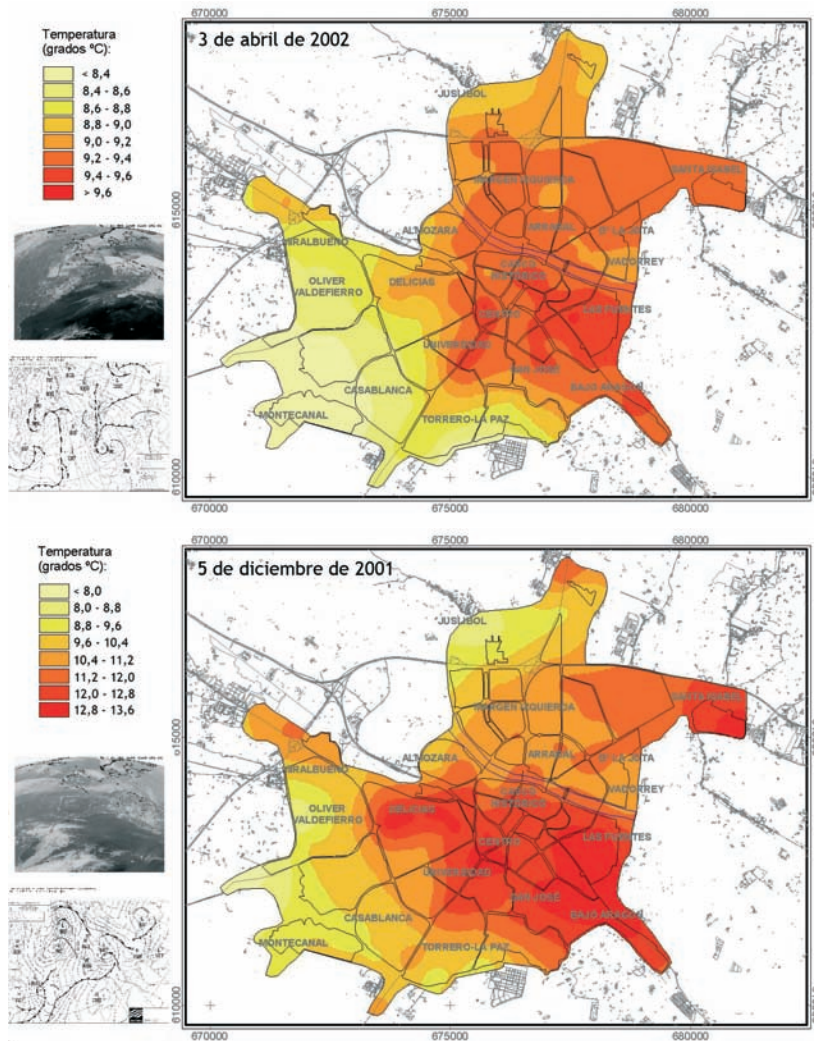 670000
675000
680000
3 de abril de 2002
Temperatura
(grados ºC):
< 8,4
8,4 - 8,6
8,6 - 8,8
8,8 - 9,0
9,0 - 9,2
9,2 - 9,4
9,4 - 9,6
> 9,6
JUSLIBOL
MARGEN IZQUIERDA
SANTA ISABEL
615000
ALMOZARA
ARRABAL
Bº LA JOTA
MIRALBUENO
VADORREY
OLIVER
VALDEFIERRO
DELICIAS
CASCO
HISTORICO
CENTRO
LAS FUENTES
UNIVERSIDAD
SAN JOSÉ
CASABLANCA
BAJO ARAGON
MONTECANAL
TORRERO-LA PAZ
610000
670000
675000
680000
670000
675000
680000
5 de diciembre de 2001
Temperatura
(grados ºC):
< 8,0
8,0 - 8,8
8,8 - 9,6
9,6 - 10,4
10,4 - 11,2
11,2 - 12,0
12,0 - 12,8
12,8 - 13,6
JUSLIBOL
MARGEN IZQUIERDA
SANTA ISABEL
615000
ALMOZARA
ARRABAL
Bº LA JOTA
MIRALBUENO
VADORREY
OLIVER
VALDEFIERRO
DELICIAS
CASCO
HISTORICO
CENTRO
LAS FUENTES
UNIVERSIDAD
SAN JOSÉ
CASABLANCA
BAJO ARAGON
MONTECANAL
TORRERO-LA PAZ
610000
670000
675000
680000